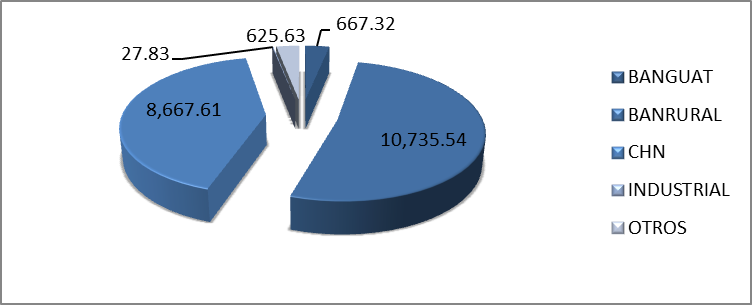 625.63
667.32
27.83
8,667.61
10,735.54
BANGUAT
BANRURAL
CHN
INDUSTRIAL
OTROS